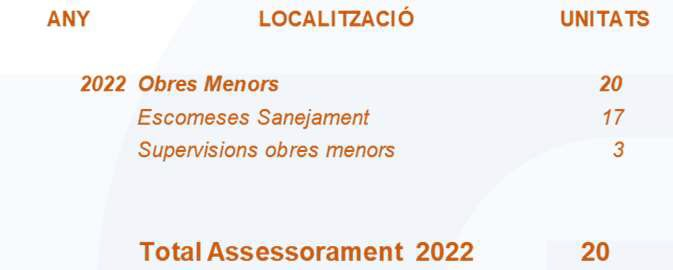 ANY LOCALITZACIÓ UNITATS
2022 Obres Menors 20
Escomeses Sanejament 17
Supervisions obres menors 3
Total Assessorament 2022 20